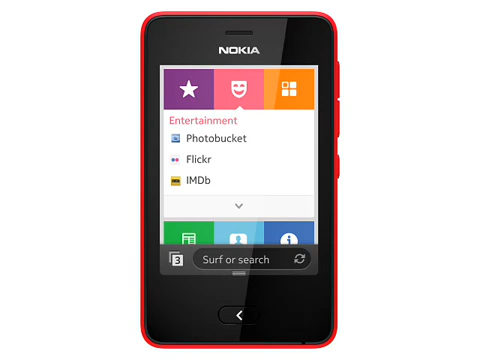 NOKIA
Entertainment
Photobucket
Flickr
IMDb
3
Surf or search